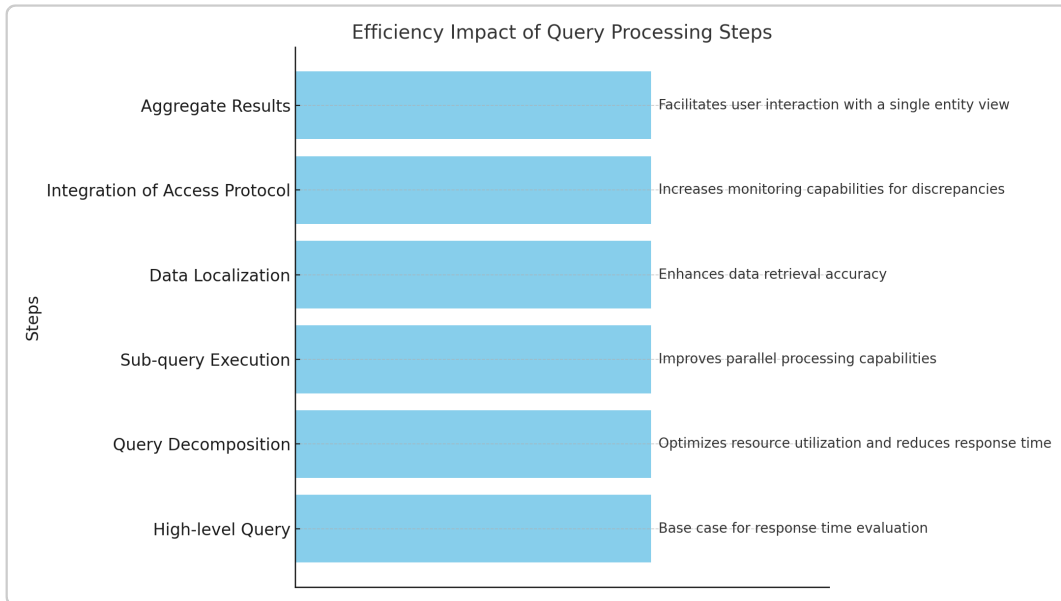 Efficiency Impact of Query Processing Steps
Aggregate Results
Facilitates user interaction with a single entity view
Integration of Access Protocol
Increases monitoring capabilities for discrepancies
Data Localization
Enhances data retrieval accuracy
Steps
Sub-query Execution
Improves parallel processing capabilities
Query Decomposition
Optimizes resource utilization and reduces response time
High-level Query
Base case for response time evaluation